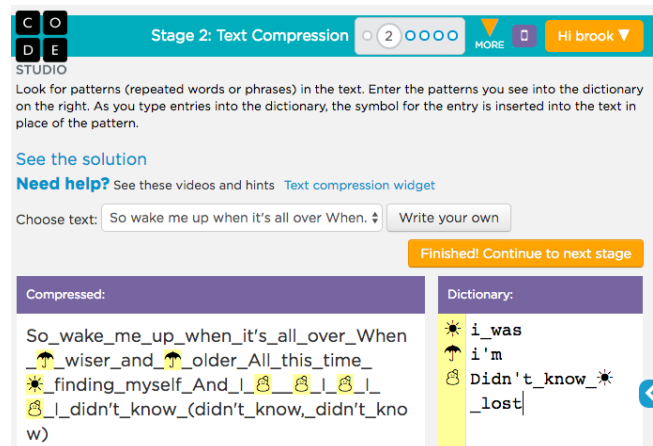 CO
DE
STUDIO
Stage 2: Text Compression
2
MORE
Hi brook ▼
Look for patterns (repeated words or phrases) in the text. Enter the patterns you see into the dictionary
on the right. As you type entries into the dictionary, the symbol for the entry is inserted into the text in
place of the pattern.
See the solution
Need help? See these videos and hints Text compression widget
Choose text: So wake me up when it's all over When. Write your own
Finished! Continue to next stage
Compressed:
So_wake_me_up_when_it's_all_over_When
_☂_wiser_and_☂_older_All_this_time_
☀_finding_myself_And_I_☃__☃_I_☃_I_
☃_I_didn't_know_(didn't_know,_didn't_kno
w)
Dictionary:
☀ i_was
☂ i'm
☃ Didn't_know_☀
_lost